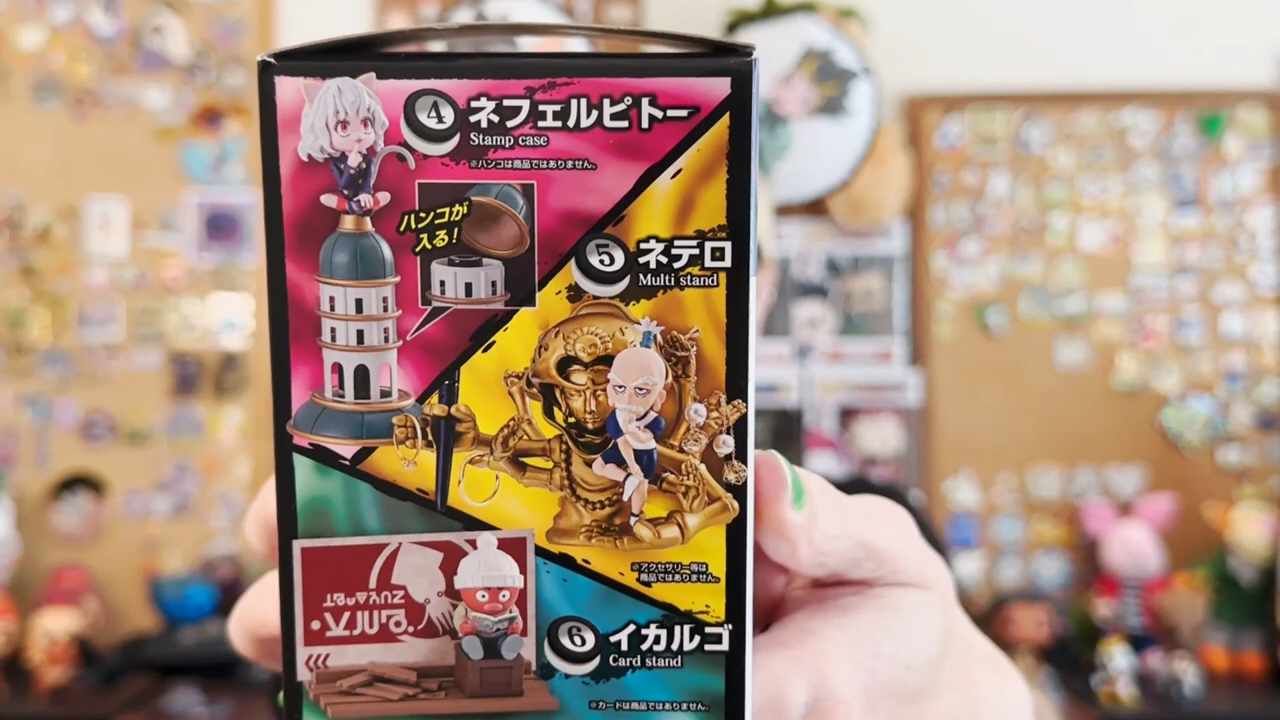 4 ネフェルピトー
Stamp case
※ハンコは商品ではありません。
ハンコが
入る!
5 ネテロ
Multi stand
※アクセサリー等は
商品ではありません。
6 イカルゴ
Card stand
※カードは商品ではありません。